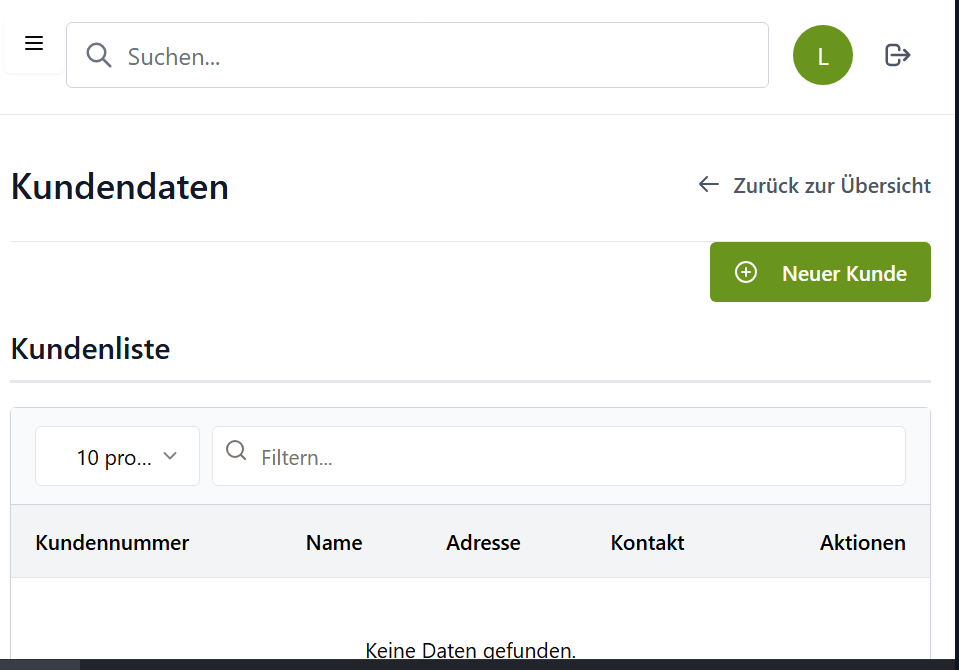 Suchen...
L
Kundendaten
Zurück zur Übersicht
Neuer Kunde
Kundenliste
10 pro...
Filtern...
Kundennummer Name Adresse Kontakt Aktionen
Keine Daten gefunden.